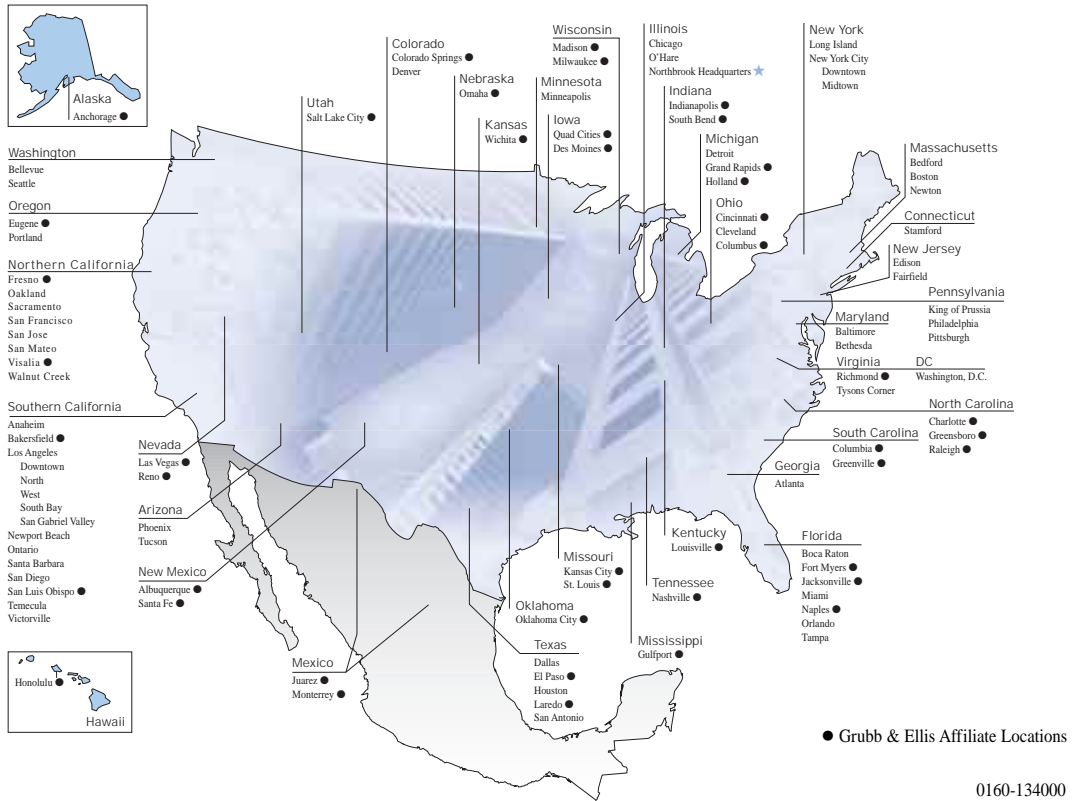 Alaska
Anchorage ●
Washington
Bellevue
Seattle
Oregon
Eugene ●
Portland
Northern California
Fresno ●
Oakland
Sacramento
San Francisco
San Jose
San Mateo
Visalia ●
Walnut Creek
Southern California
Anaheim
Bakersfield ●
Los Angeles
Downtown
North
West
South Bay
San Gabriel Valley
Newport Beach
Ontario
Santa Barbara
San Diego
San Luis Obispo ●
Temecula
Victorville
Honolulu ●
Hawaii
Nevada
Las Vegas ●
Reno ●
Arizona
Phoenix
Tucson
New Mexico
Albuquerque ●
Santa Fe ●
Utah
Salt Lake City ●
Colorado
Colorado Springs ●
Denver
Nebraska
Omaha ●
Kansas
Wichita ●
Wisconsin
Madison ●
Milwaukee ●
Minnesota
Minneapolis
Iowa
Quad Cities ●
Des Moines ●
Illinois
Chicago
O'Hare
Northbrook Headquarters ★
Indiana
Indianapolis ●
South Bend ●
Michigan
Detroit
Grand Rapids ●
Holland ●
Ohio
Cincinnati ●
Cleveland
Columbus ●
New York
Long Island
New York City
Downtown
Midtown
Massachusetts
Bedford
Boston
Newton
Connecticut
Stamford
New Jersey
Edison
Fairfield
Pennsylvania
King of Prussia
Philadelphia
Pittsburgh
Maryland
Baltimore
Bethesda
Virginia
Richmond ●
Tysons Corner
DC
Washington, D.C.
North Carolina
Charlotte ●
Greensboro ●
Raleigh ●
South Carolina
Columbia ●
Greenville ●
Georgia
Atlanta
Florida
Boca Raton
Fort Myers ●
Jacksonville ●
Miami
Naples ●
Orlando
Tampa
Kentucky
Louisville ●
Tennessee
Nashville ●
Mississippi
Gulfport ●
Missouri
Kansas City ●
St. Louis ●
Oklahoma
Oklahoma City ●
Texas
Dallas
El Paso ●
Houston
Laredo ●
San Antonio
Mexico
Juarez ●
Monterrey ●
● Grubb & Ellis Affiliate Locations
0160-134000